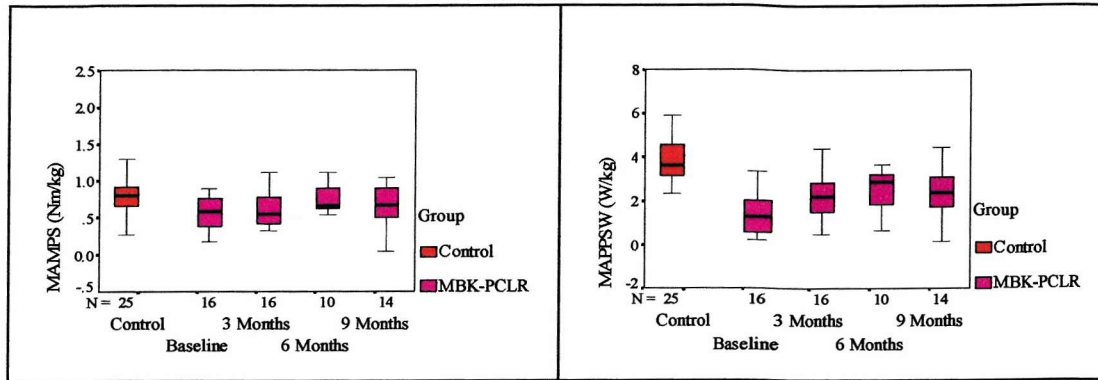 MAMPS (Nm/kg)
2.5
2.0
1.5
1.0
.5
0.0
-.5
N = 25 16 16 10 14
Control 3 Months 9 Months
Baseline 6 Months
Group
Control
MBK-PCLR
MAPPSW (W/kg)
8
6
4
2
0
-2
N = 25 16 16 10 14
Control 3 Months 9 Months
Baseline 6 Months
Group
Control
MBK-PCLR